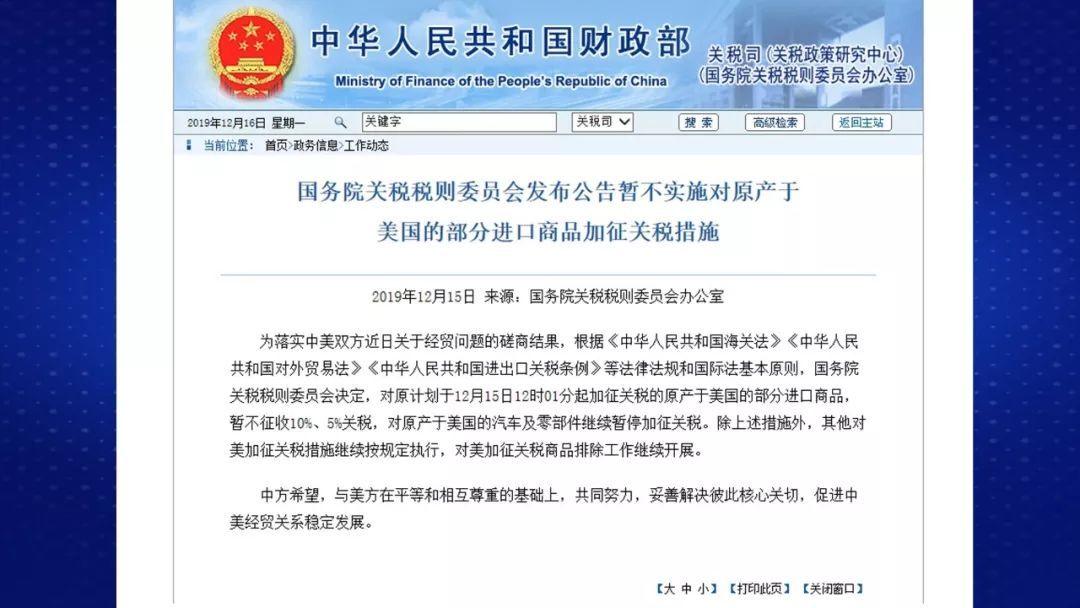 中华人民共和国财政部
Ministry of Finance of the People's Republic of China
关税司(关税政策研究中心)
(国务院关税税则委员会办公室)
2019年12月16日 星期一 关键字 关税司 搜 索 高级检索 返回主站
当前位置： 首页>政务信息>工作动态
国务院关税税则委员会发布公告暂不实施对原产于
美国的部分进口商品加征关税措施
2019年12月15日 来源：国务院关税税则委员会办公室
为落实中美双方近日关于经贸问题的磋商结果，根据《中华人民共和国海关法》《中华人民
共和国对外贸易法》《中华人民共和国进出口关税条例》等法律法规和国际法基本原则，国务院
关税税则委员会决定，对原计划于12月15日12时01分起加征关税的原产于美国的部分进口商品，
暂不征收10%、5%关税，对原产于美国的汽车及零部件继续暂停加征关税。除上述措施外，其他对
美加征关税措施继续按规定执行，对美加征关税商品排除工作继续开展。
中方希望，与美方在平等和相互尊重的基础上，共同努力，妥善解决彼此核心关切，促进中
美经贸关系稳定发展。
【大 中 小】 【打印此页】 【关闭窗口】